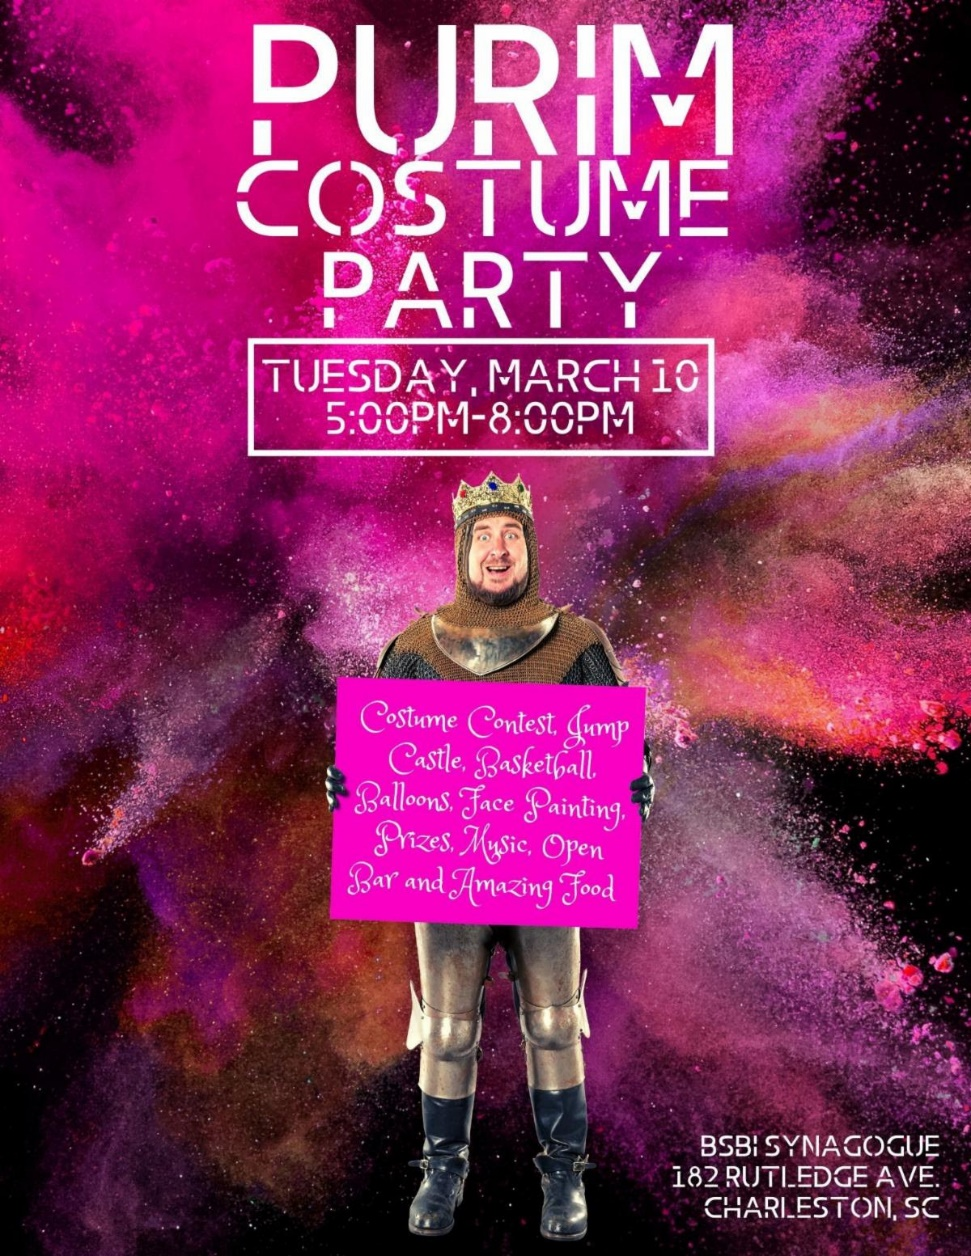 PURIM
COSTUME
PARTY
TUESDAY, MARCH 10
5:00PM-8:00PM
Costume Contest, Jump
Castle, Basketball,
Balloons, Face Painting,
Prizes, Music, Open
Bar and Amazing Food
BSBI SYNAGOGUE
182 RUTLEDGE AVE.
CHARLESTON, SC